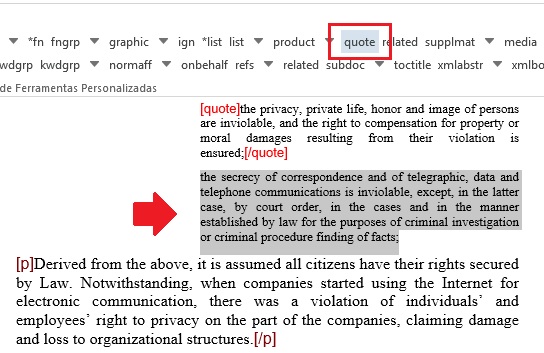 *fn fngrp graphic ign *list list product quote related supplmat media
wdgrp kwdgrp normaff onbehalf refs related subdoc toctitle xmlabstr xmlbo
de Ferramentas Personalizadas
[quote]the privacy, private life, honor and image of persons
are inviolable, and the right to compensation for property or
moral damages resulting from their violation is
ensured;[/quote]
the secrecy of correspondence and of telegraphic, data and
telephone communications is inviolable, except, in the latter
case, by court order, in the cases and in the manner
established by law for the purposes of criminal investigation
or criminal procedure finding of facts;
[p]Derived from the above, it is assumed all citizens have their rights secured
by Law. Notwithstanding, when companies started using the Internet for
electronic communication, there was a violation of individuals’ and
employees’ right to privacy on the part of the companies, claiming damage
and loss to organizational structures.[/p]